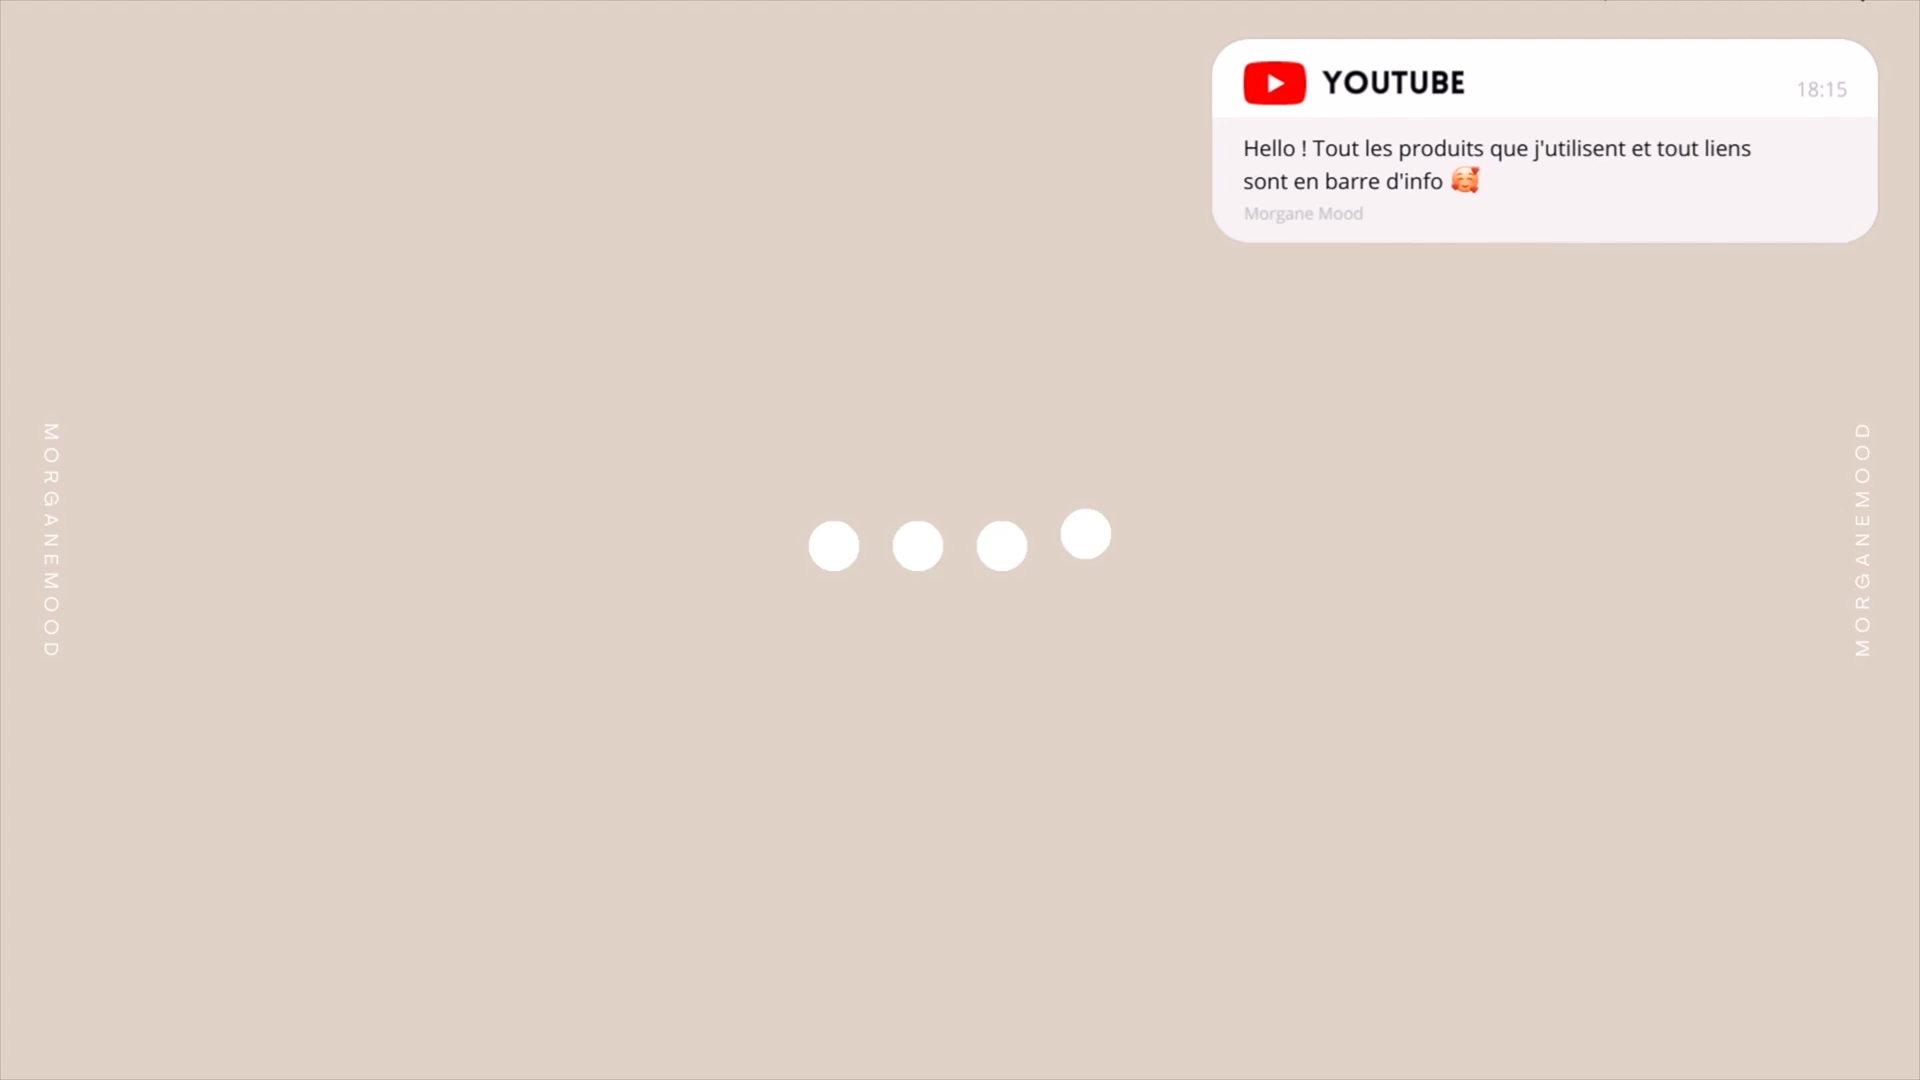 YOUTUBE
18:15
Hello ! Tout les produits que j'utilisent et tout liens
sont en barre d'info 🥰
Morgane Mood
MORGANEMOOD
MORGANEMOOD